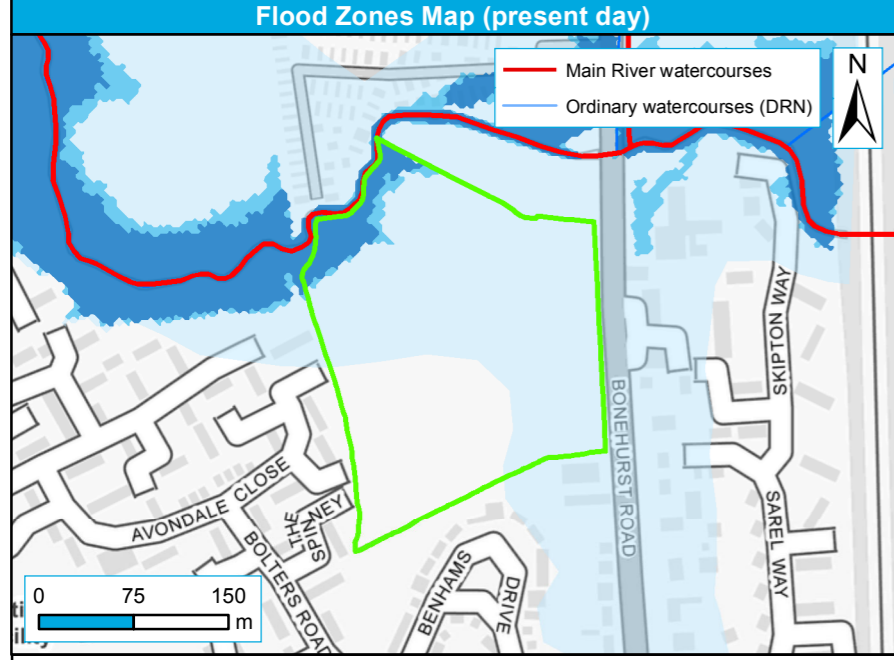 Flood Zones Map (present day)
Main River watercourses
Ordinary watercourses (DRN)
N
SKIPTON WAY
BONEHURST ROAD
AVONDALE CLOSE
THE SPINNEY
BOLTERS ROAD
BENHAMS DRIVE
SAREL WAY
0 75 150
m